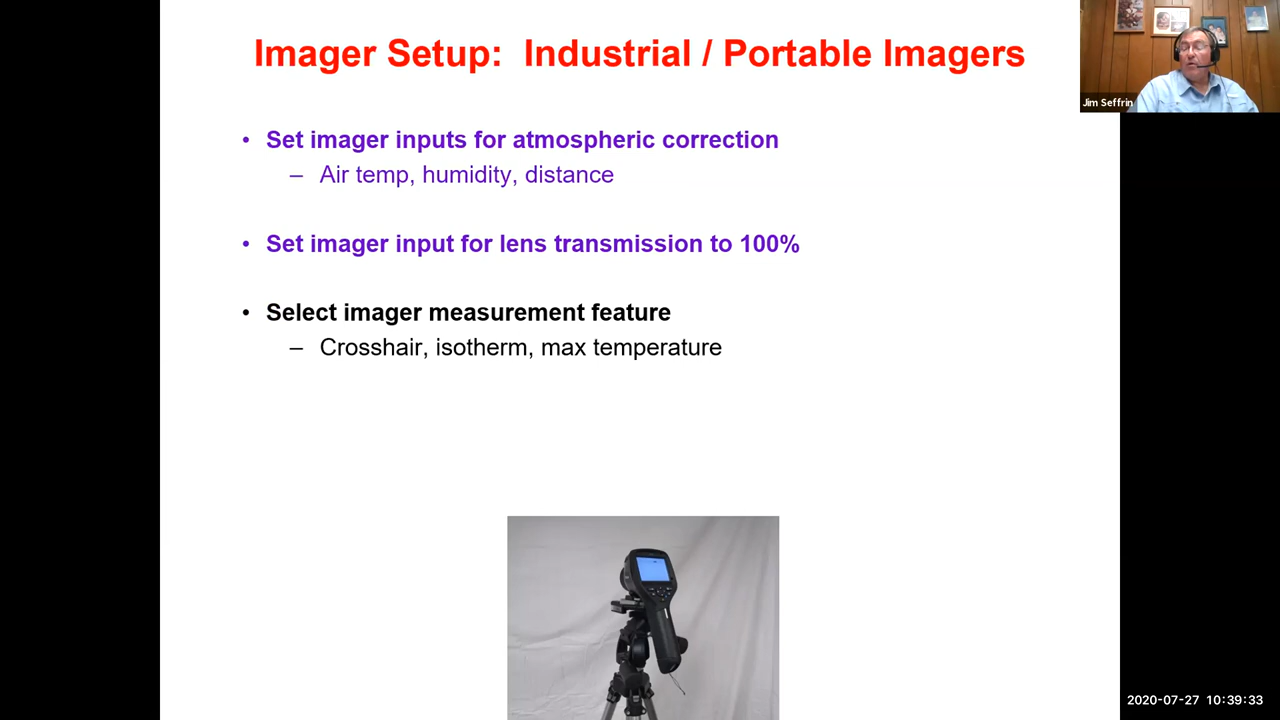 Imager Setup:  Industrial / Portable Imagers
Jim Seffrin
• Set imager inputs for atmospheric correction
– Air temp, humidity, distance
• Set imager input for lens transmission to 100%
• Select imager measurement feature
– Crosshair, isotherm, max temperature
2020-07-27 10:39:33